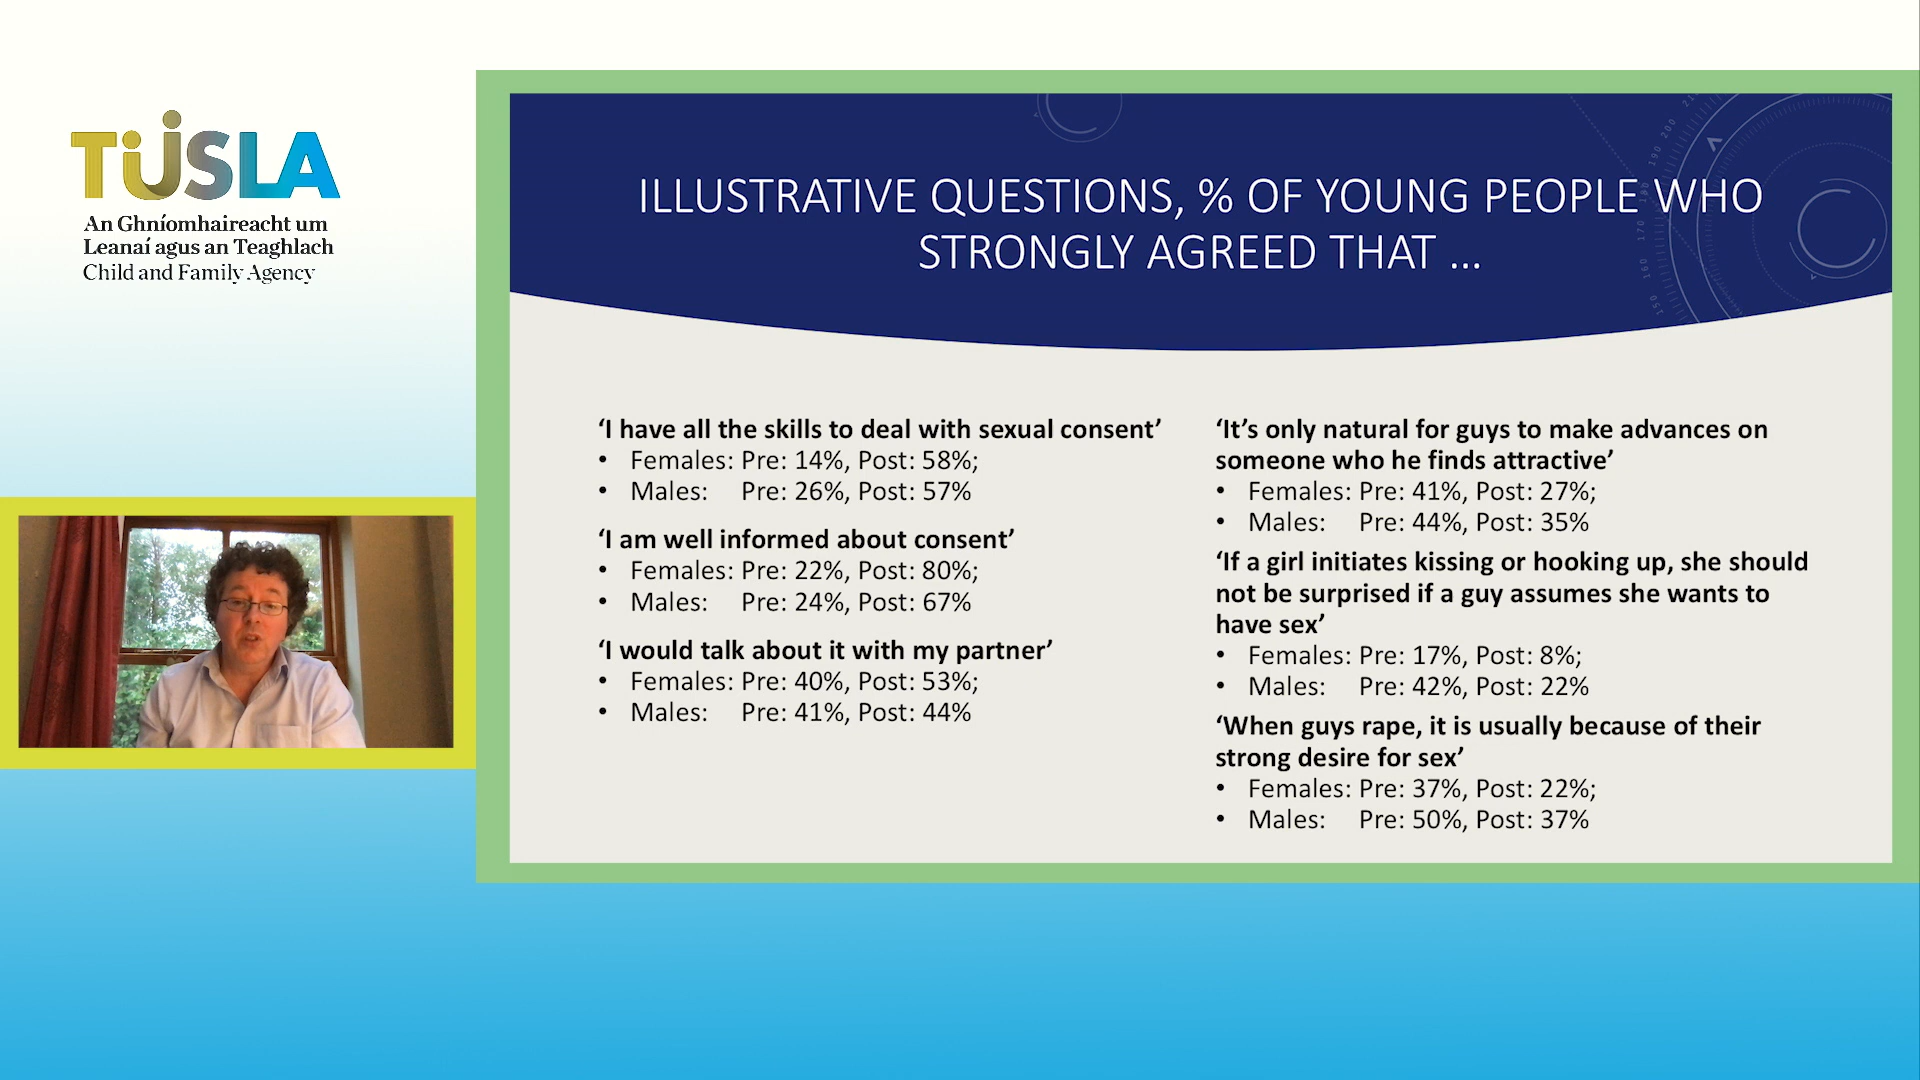 TUSLA
An Ghníomhaireacht um
Leanaí agus an Teaghlach
Child and Family Agency
ILLUSTRATIVE QUESTIONS, % OF YOUNG PEOPLE WHO
STRONGLY AGREED THAT ...
‘I have all the skills to deal with sexual consent’
• Females: Pre: 14%, Post: 58%;
• Males: Pre: 26%, Post: 57%
‘I am well informed about consent’
• Females: Pre: 22%, Post: 80%;
• Males: Pre: 24%, Post: 67%
‘I would talk about it with my partner’
• Females: Pre: 40%, Post: 53%;
• Males: Pre: 41%, Post: 44%
‘It’s only natural for guys to make advances on
someone who he finds attractive’
• Females: Pre: 41%, Post: 27%;
• Males: Pre: 44%, Post: 35%
‘If a girl initiates kissing or hooking up, she should
not be surprised if a guy assumes she wants to
have sex’
• Females: Pre: 17%, Post: 8%;
• Males: Pre: 42%, Post: 22%
‘When guys rape, it is usually because of their
strong desire for sex’
• Females: Pre: 37%, Post: 22%;
• Males: Pre: 50%, Post: 37%